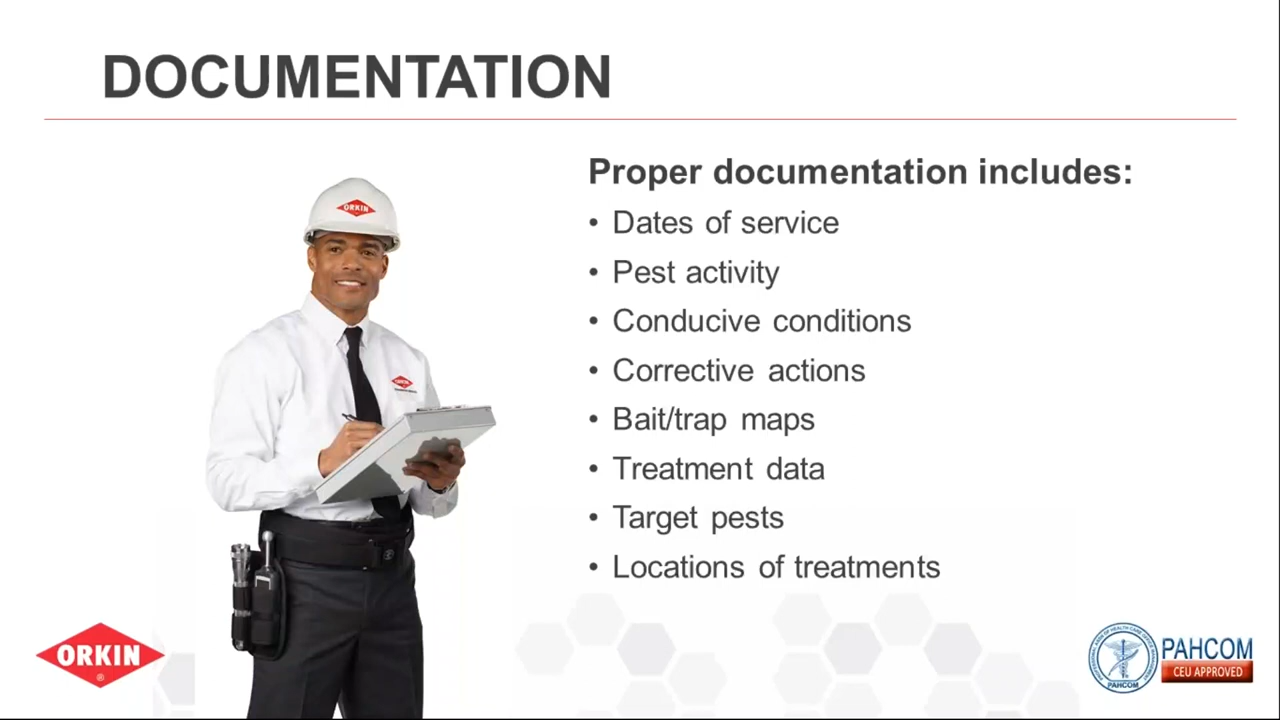 DOCUMENTATION
Proper documentation includes:
• Dates of service
• Pest activity
• Conducive conditions
• Corrective actions
• Bait/trap maps
• Treatment data
• Target pests
• Locations of treatments
ORKIN
ORKIN
ORKIN
®
PAHCOM
PAHCOM
CEU APPROVED